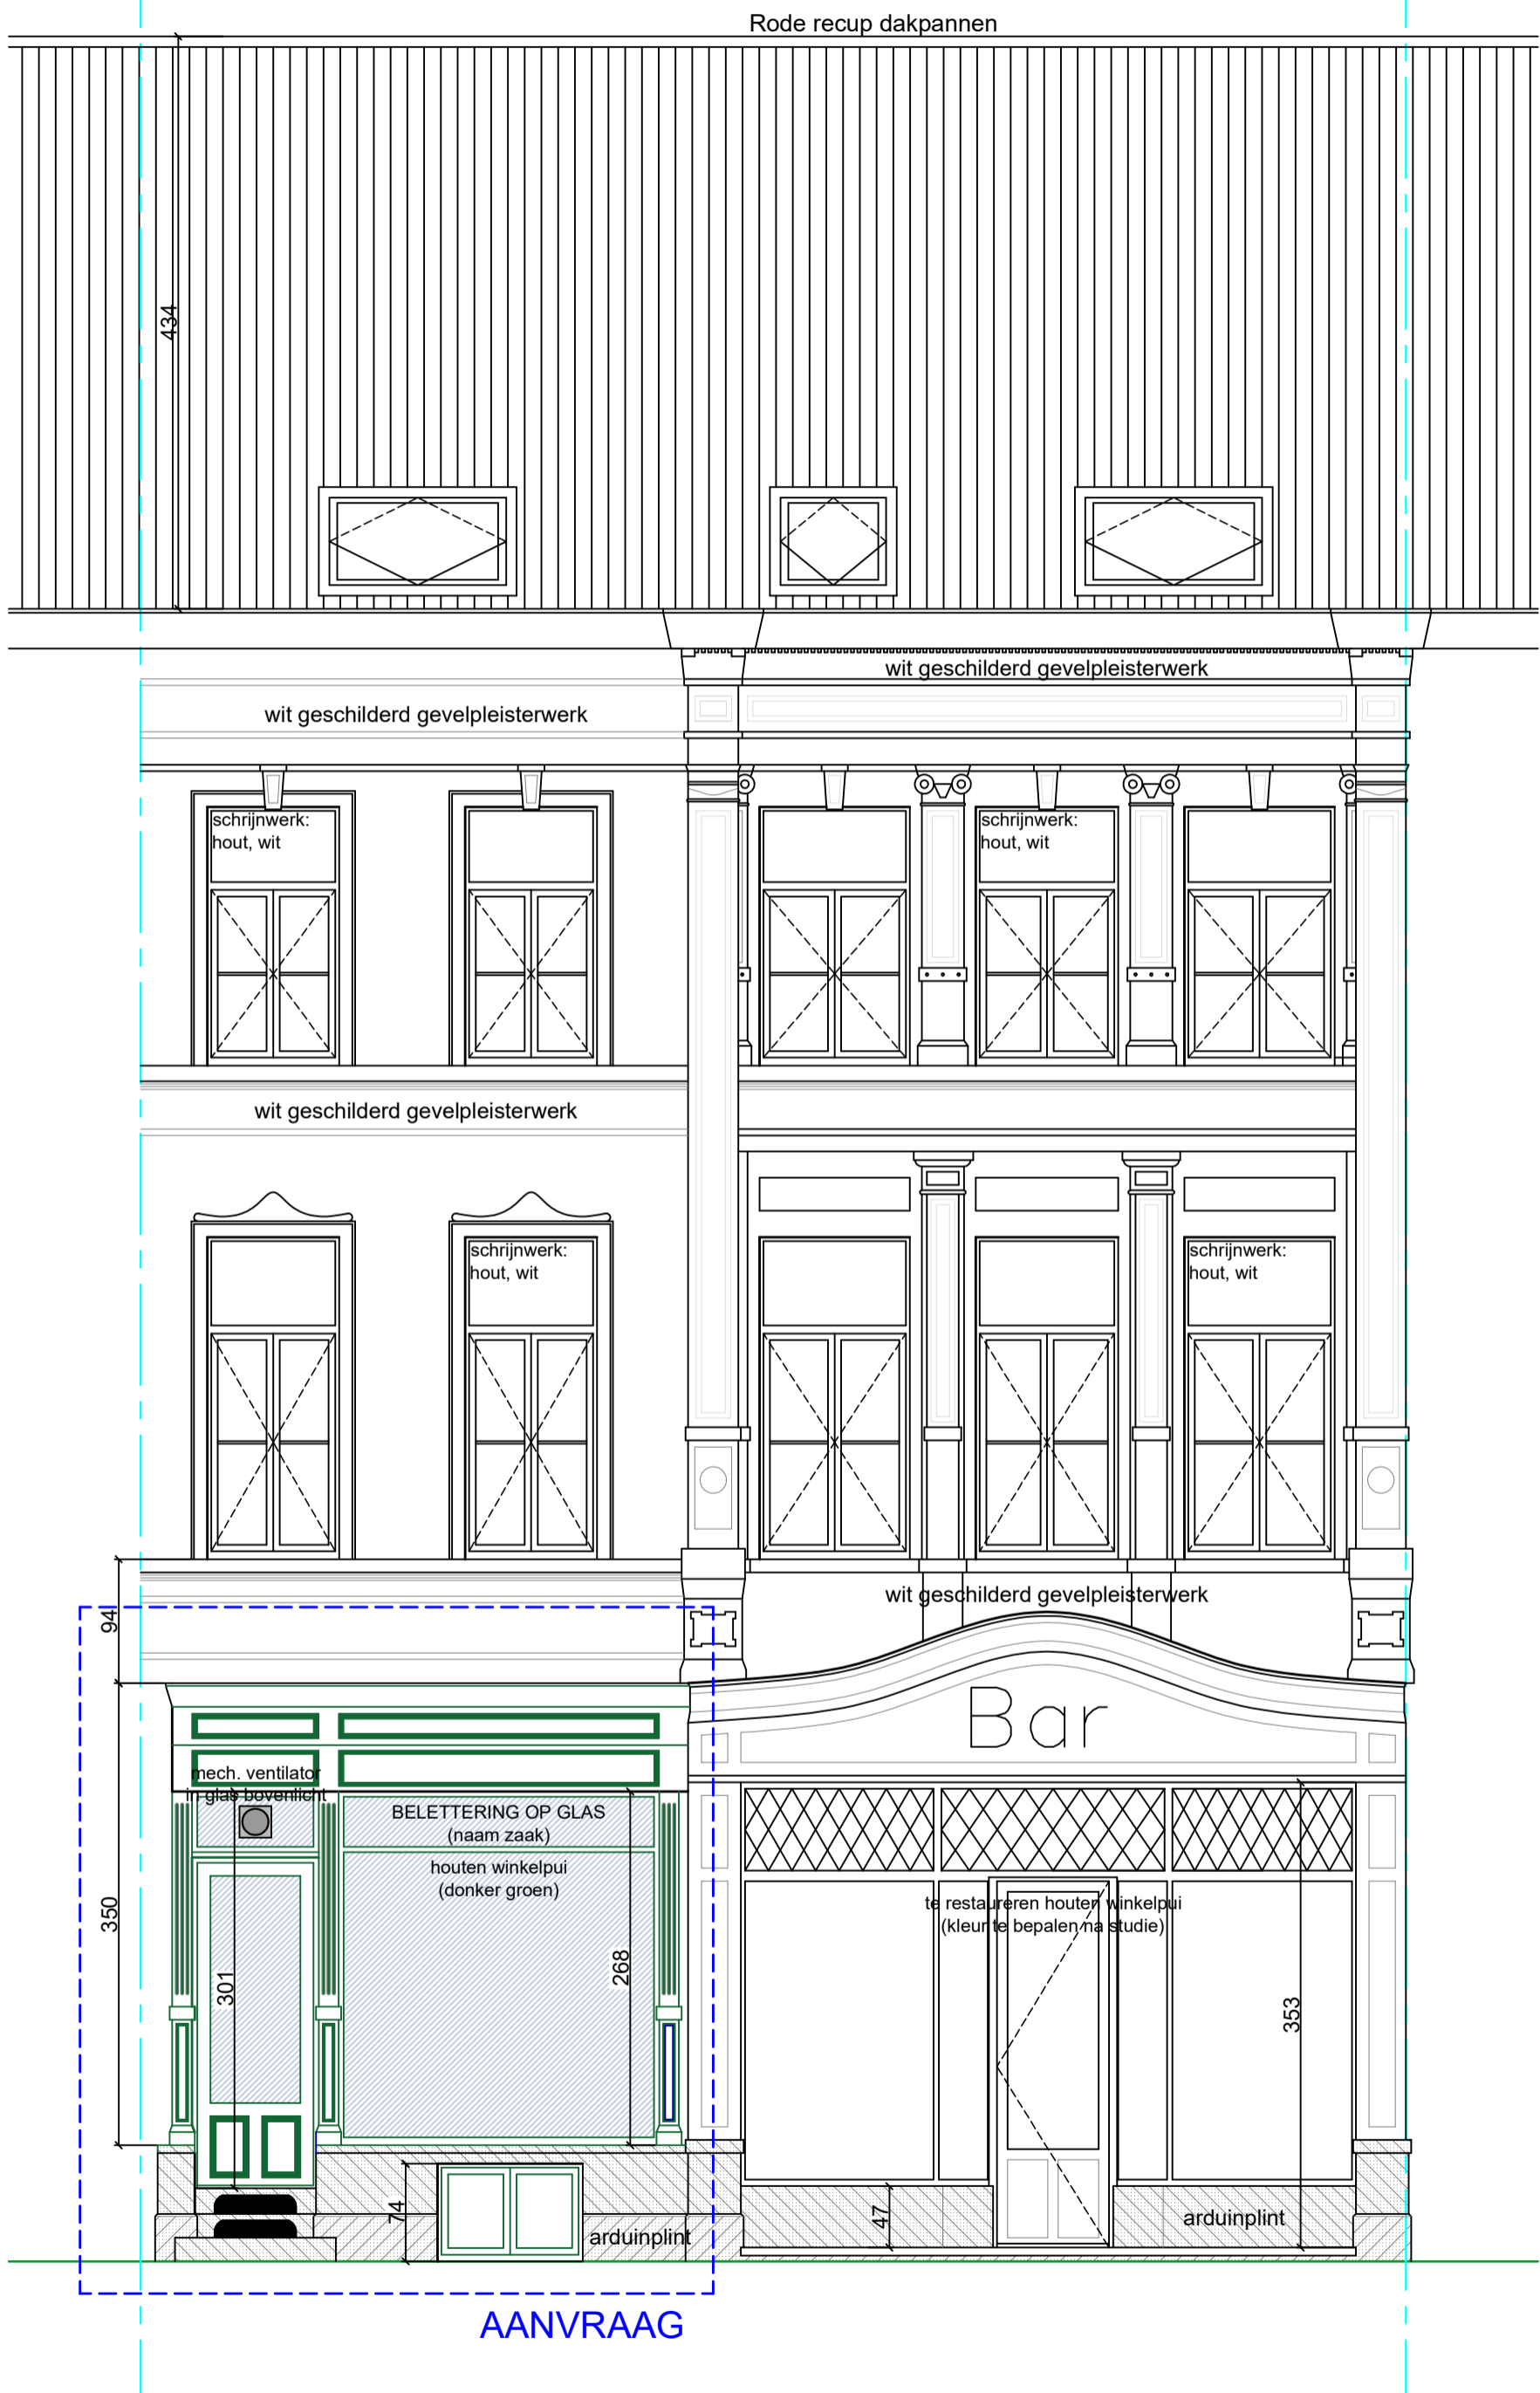 Rode recup dakpannen
434
wit geschilderd gevelpleisterwerk
wit geschilderd gevelpleisterwerk
schrijnwerk:
hout, wit
schrijnwerk:
hout, wit
wit geschilderd gevelpleisterwerk
schrijnwerk:
hout, wit
schrijnwerk:
hout, wit
94
wit geschilderd gevelpleisterwerk
Bar
mech. ventilator
in glas bovenlicht
BELETTERING OP GLAS
(naam zaak)
houten winkelpui
(donker groen)
te restaureren houten winkelpui
(kleur te bepalen na studie)
350
301
268
353
74
47
arduinplint
arduinplint
AANVRAAG